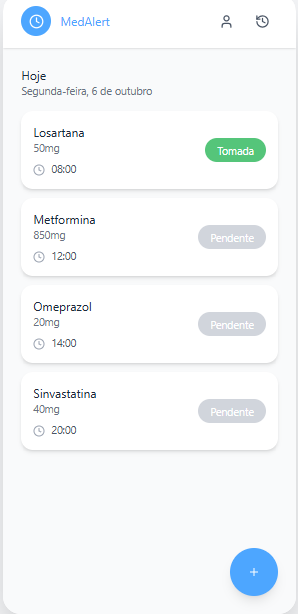 MedAlert
Hoje
Segunda-feira, 6 de outubro
Losartana
50mg
Tomada
08:00
Metformina
850mg
Pendente
12:00
Omeprazol
20mg
Pendente
14:00
Sinvastatina
40mg
Pendente
20:00
+